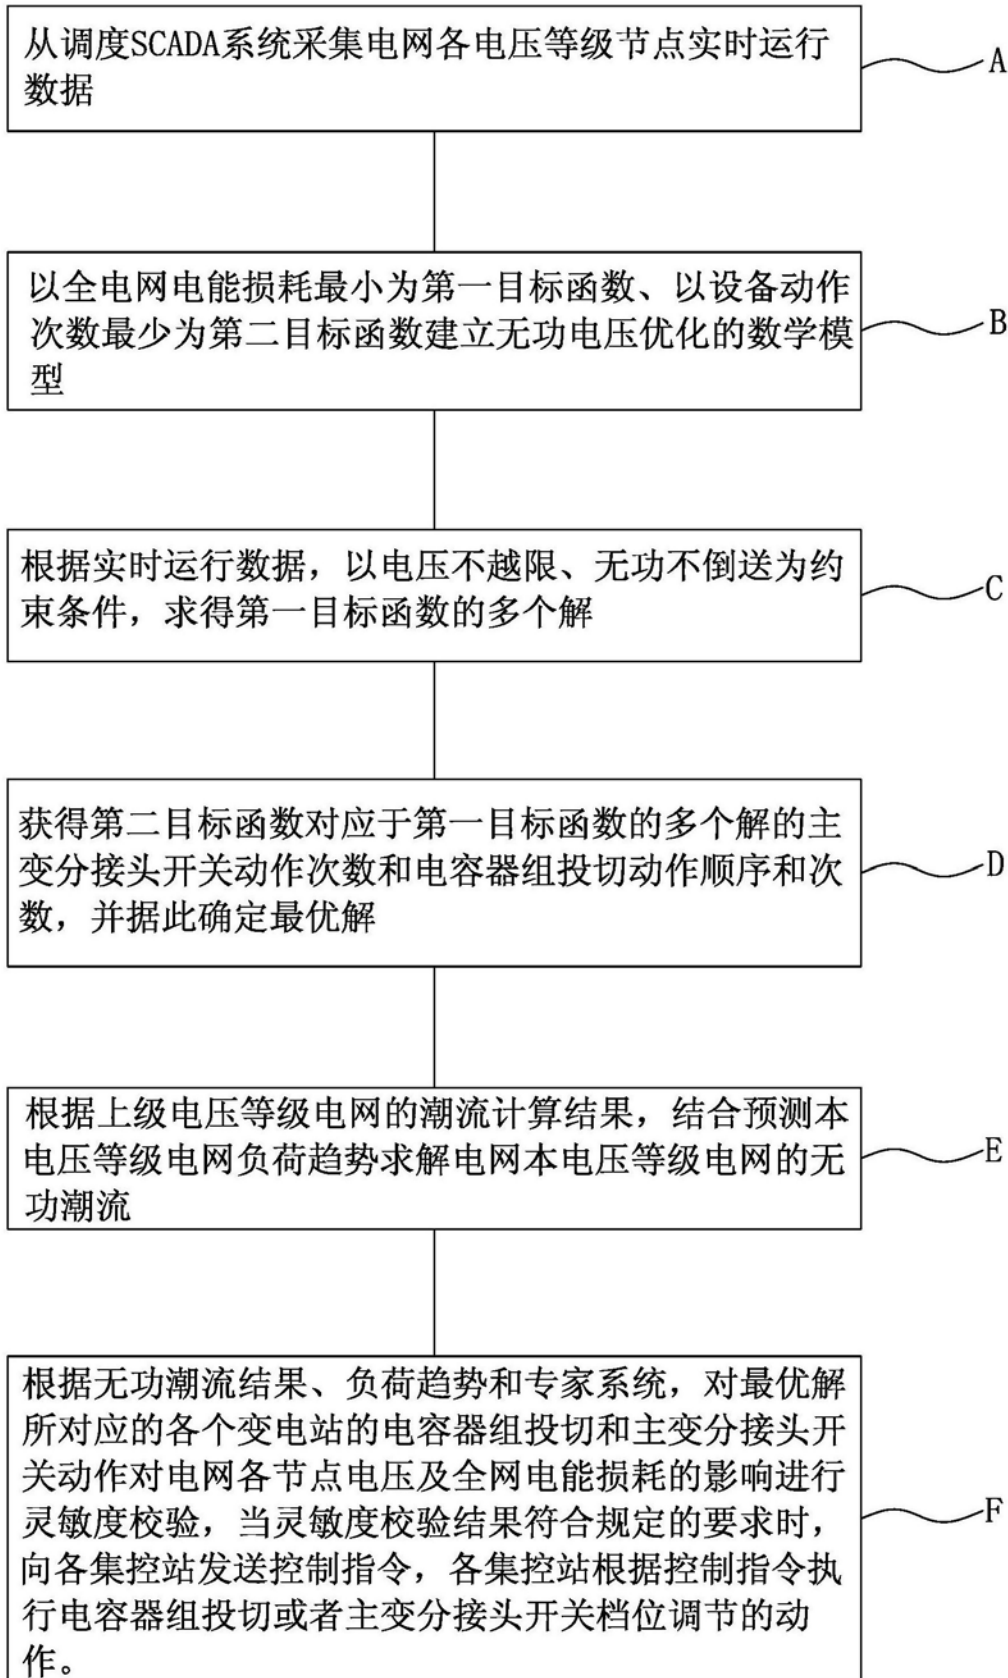 从调度SCADA系统采集电网各电压等级节点实时运行
数据
A
以全电网电能损耗最小为第一目标函数、以设备动作
次数最少为第二目标函数建立无功电压优化的数学模
型
B
根据实时运行数据，以电压不越限、无功不倒送为约
束条件，求得第一目标函数的多个解
C
获得第二目标函数对应于第一目标函数的多个解的主
变分接头开关动作次数和电容器组投切动作顺序和次
数，并据此确定最优解
D
根据上级电压等级电网的潮流计算结果，结合预测本
电压等级电网负荷趋势求解电网本电压等级电网的无
功潮流
E
根据无功潮流结果、负荷趋势和专家系统，对最优解
所对应的各个变电站的电容器组投切和主变分接头开
关动作对电网各节点电压及全网电能损耗的影响进行
灵敏度校验，当灵敏度校验结果符合规定的要求时，
向各集控站发送控制指令，各集控站根据控制指令执
行电容器组投切或者主变分接头开关档位调节的动
作。
F